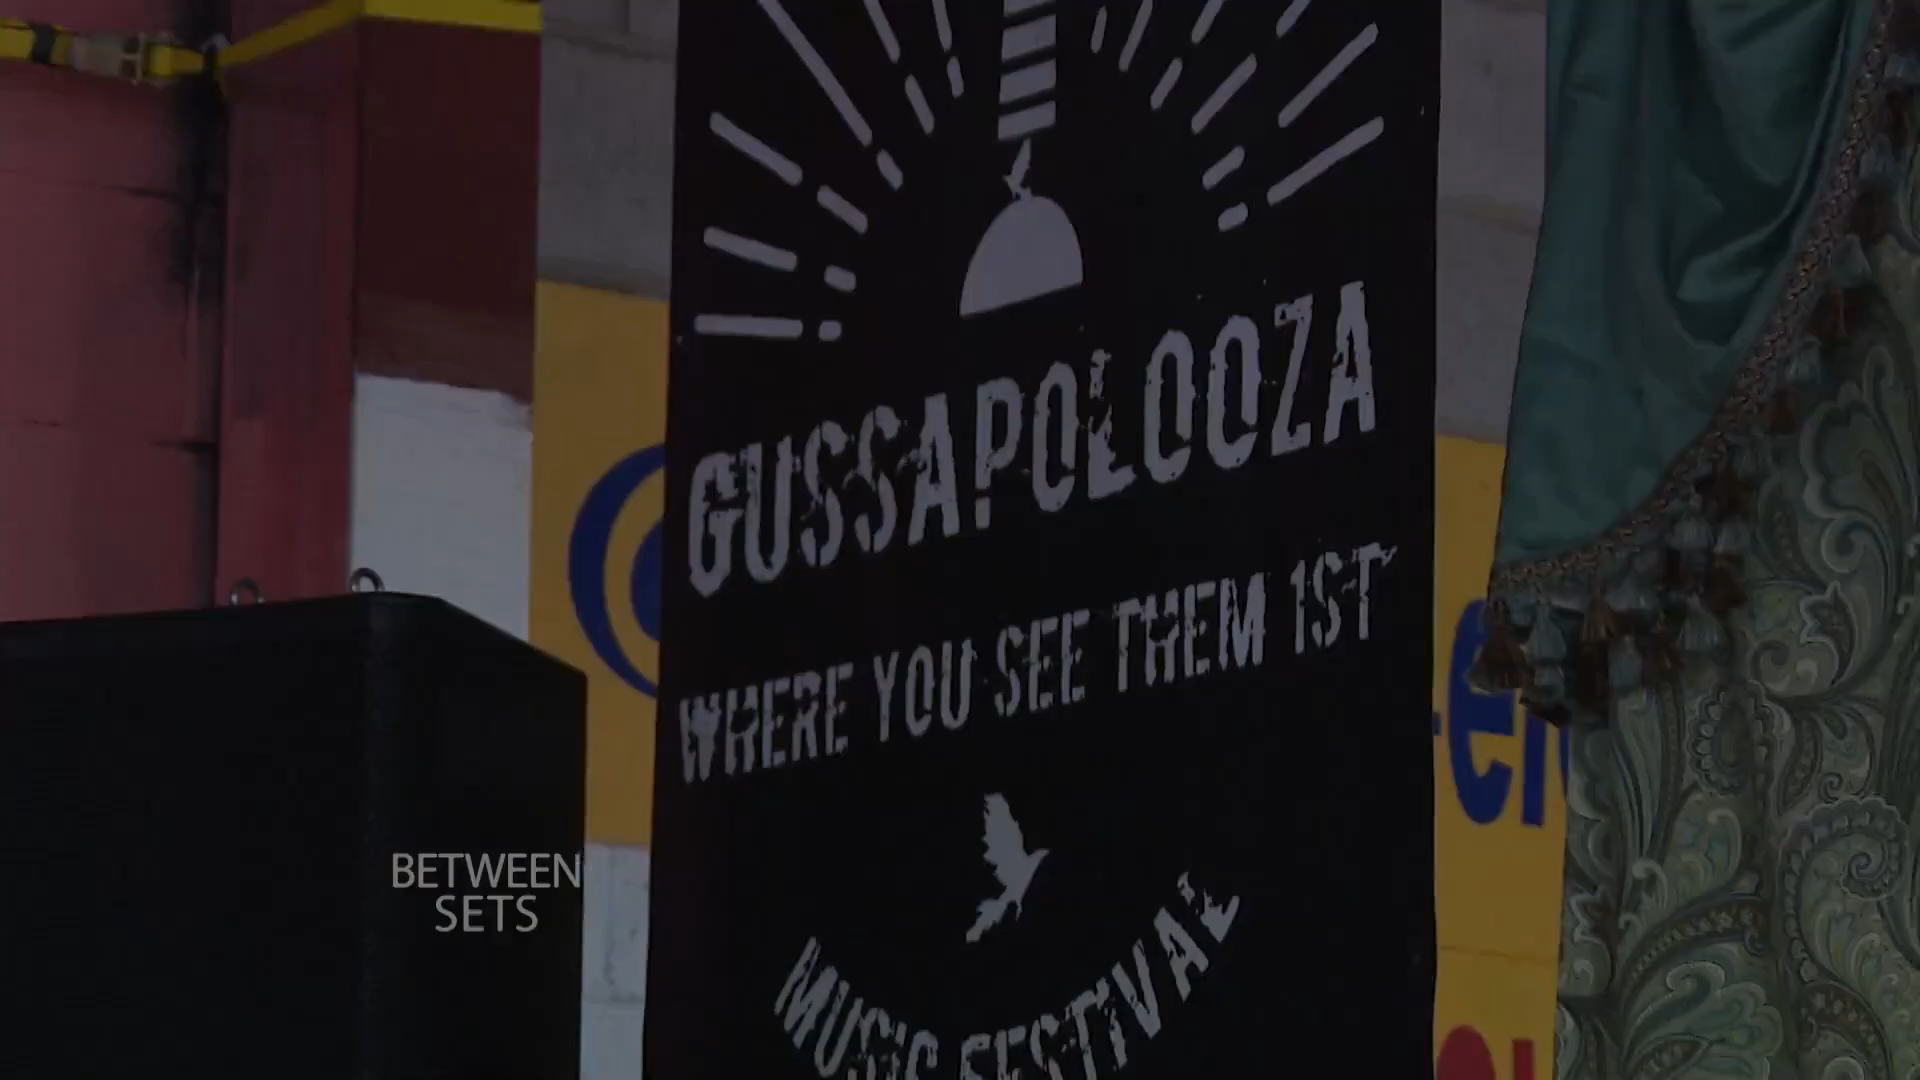 GUSSAPOLOOZA
WHERE YOU SEE THEM 1ST
MUSIC FESTIVAL
BETWEEN
SETS